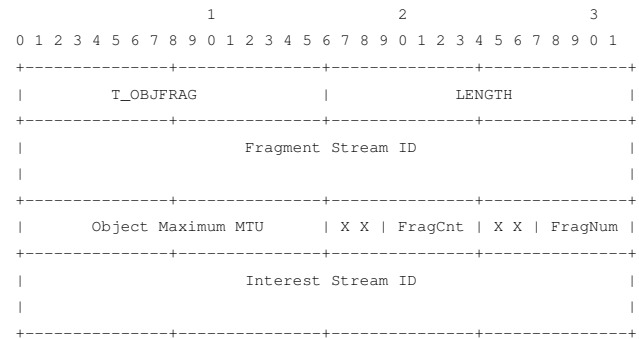 1                   2                   3
 0 1 2 3 4 5 6 7 8 9 0 1 2 3 4 5 6 7 8 9 0 1 2 3 4 5 6 7 8 9 0 1
+---------------+---------------+---------------+---------------+
|         T_OBJFRAG             |             LENGTH            |
+---------------+---------------+---------------+---------------+
|                       Fragment Stream ID                      |
|                                                               |
+---------------+---------------+---------------+---------------+
|       Object Maximum MTU      | X X | FragCnt | X X | FragNum |
+---------------+---------------+---------------+---------------+
|                       Interest Stream ID                      |
|                                                               |
+---------------+---------------+---------------+---------------+